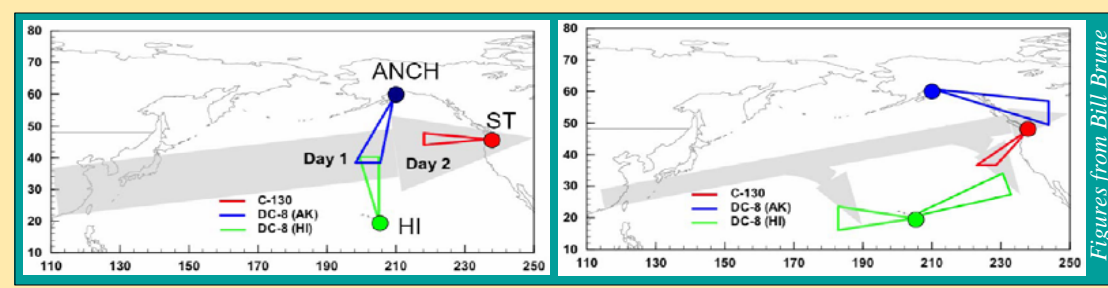 80
70
60
50
40
30
20
10
110
130
150
170
190
210
230
250
ANCH
ST
Day 1
Day 2
HI
C-130
DC-8 (AK)
DC-8 (HI)
80
70
60
50
40
30
20
10
110
130
150
170
190
210
230
250
C-130
DC-8 (AK)
DC-8 (HI)
Figures from Bill Brune